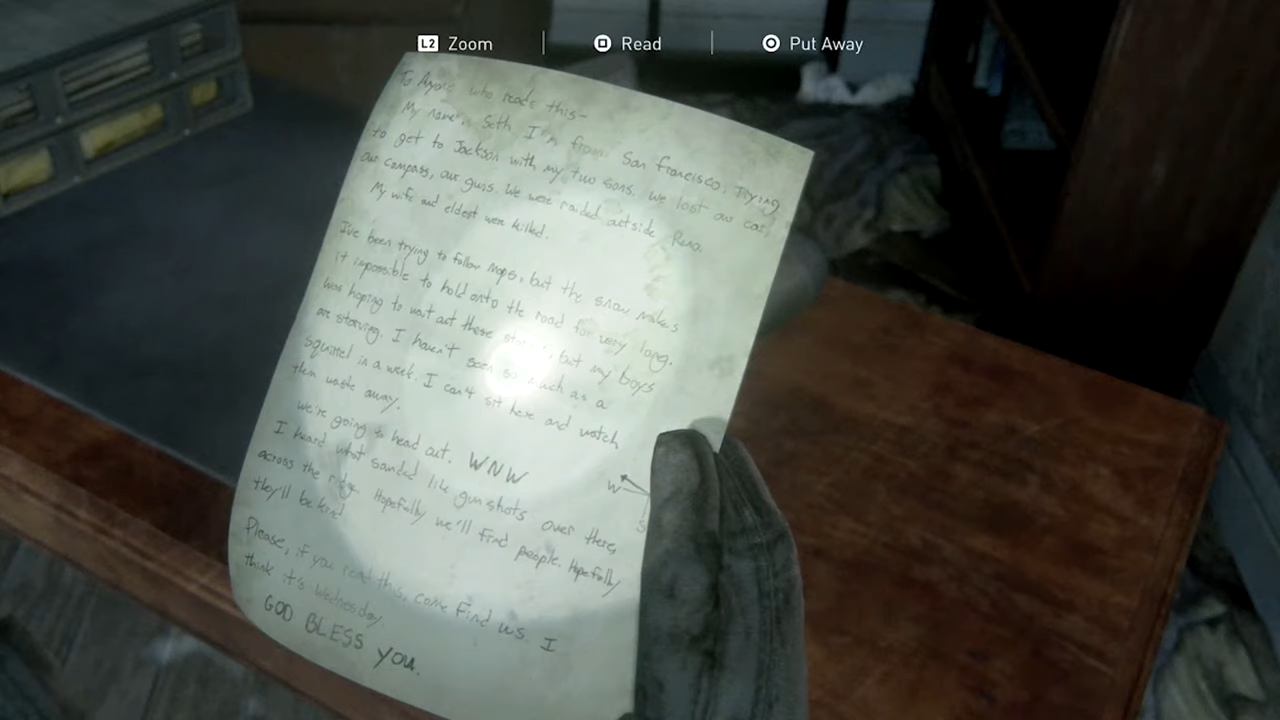 L2 Zoom | Read | Put Away
To Anyone who reads this-
My name's Seth. I'm from San Francisco, trying
to get to Jackson with my two sons. We lost our car,
our compass, our guns. We were raided outside Reno.
My wife and eldest were killed.
I've been trying to follow maps, but the snow makes
it impossible to hold onto the road for very long.
Was hoping to wait out these but my boys
are starving. I haven't seen so much as a
squirrel in a week. I can't sit here and watch
them waste away.
We're going to head out. WNW
I heard what sounded like gunshots over there,
across the ridge. Hopefully we'll find people. Hopefully
they'll be kind.
W
S
Please, if you read this, come find us. I
think it's Wednesday.
GOD BLESS YOU.